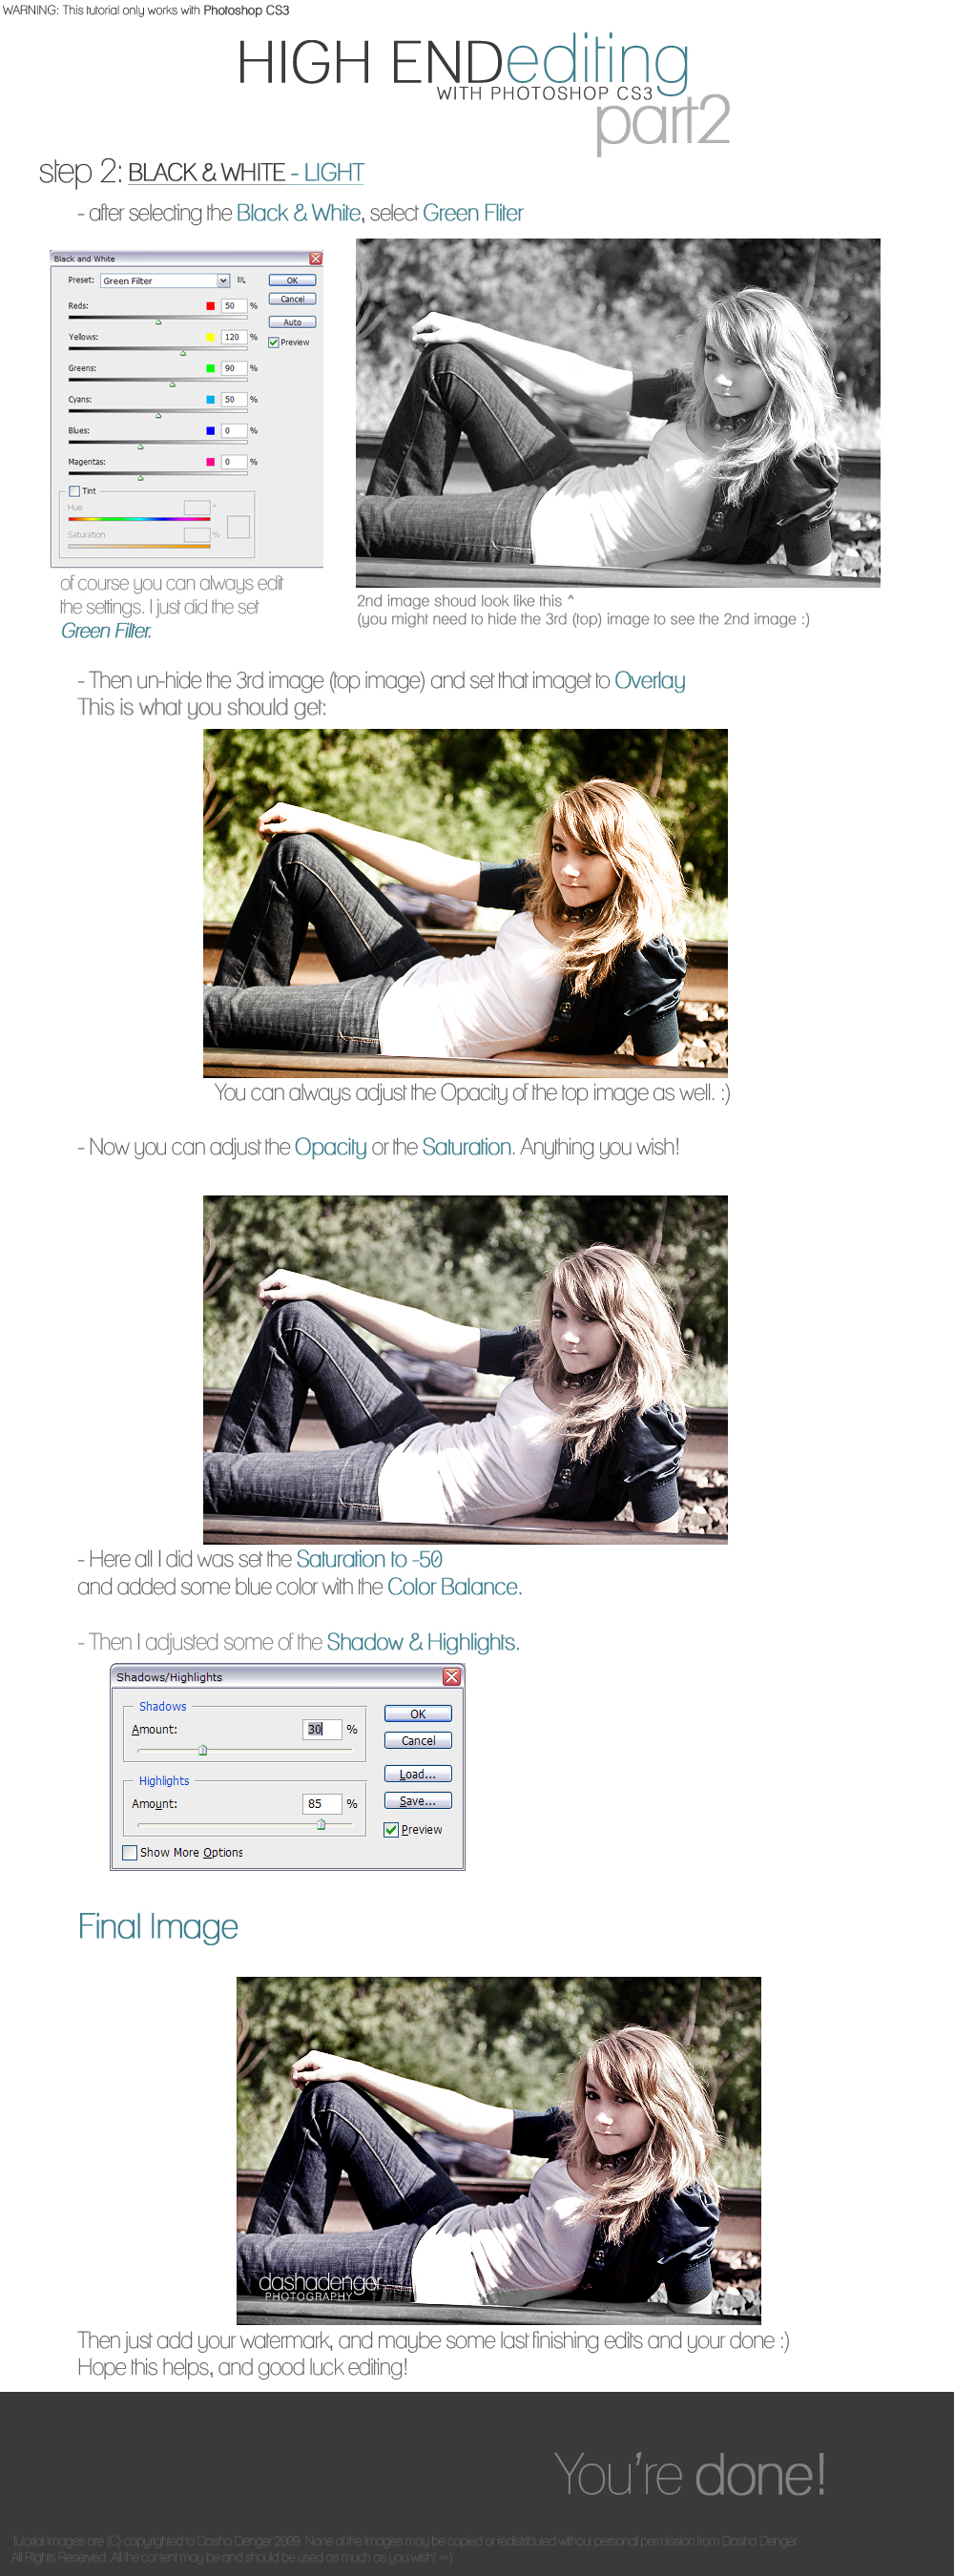 WARNING: This tutorial only works with Photoshop CS3
HIGH END editing
WITH PHOTOSHOP CS3
part2
step 2: BLACK & WHITE - LIGHT
- after selecting the Black & White, select Green Fliter
Black and White
Preset: Green Filter
OK
Cancel
Auto
Preview
Reds: 50 %
Yellows: 120 %
Greens: 90 %
Cyans: 50 %
Blues: 0 %
Magentas: 0 %
Tint
Hue °
Saturation %
of course you can always edit
the settings. I just did the set
Green Filter.
2nd image shoud look like this ^
(you might need to hide the 3rd (top) image to see the 2nd image :)
- Then un-hide the 3rd image (top image) and set that imaget to Overlay
This is what you should get:
You can always adjust the Opacity of the top image as well. :)
- Now you can adjust the Opacity or the Saturation. Anything you wish!
- Here all I did was set the Saturation to -50
and added some blue color with the Color Balance.
- Then I adjusted some of the Shadow & Highlights.
Shadows/Highlights
Shadows
Amount: 30 %
Highlights
Amount: 85 %
Show More Options
OK
Cancel
Load...
Save...
Preview
Final Image
dashadenger
PHOTOGRAPHY
Then just add your watermark, and maybe some last finishing edits and your done :)
Hope this helps, and good luck editing!
You're done!
Tutorial images are (C) copyrighted to Dasha Denger 2009. None of the images may be copied or redistributed without personal permission from Dasha Denger.
All Rights Reserved. All the content may be and should be used as much as you wish! =)